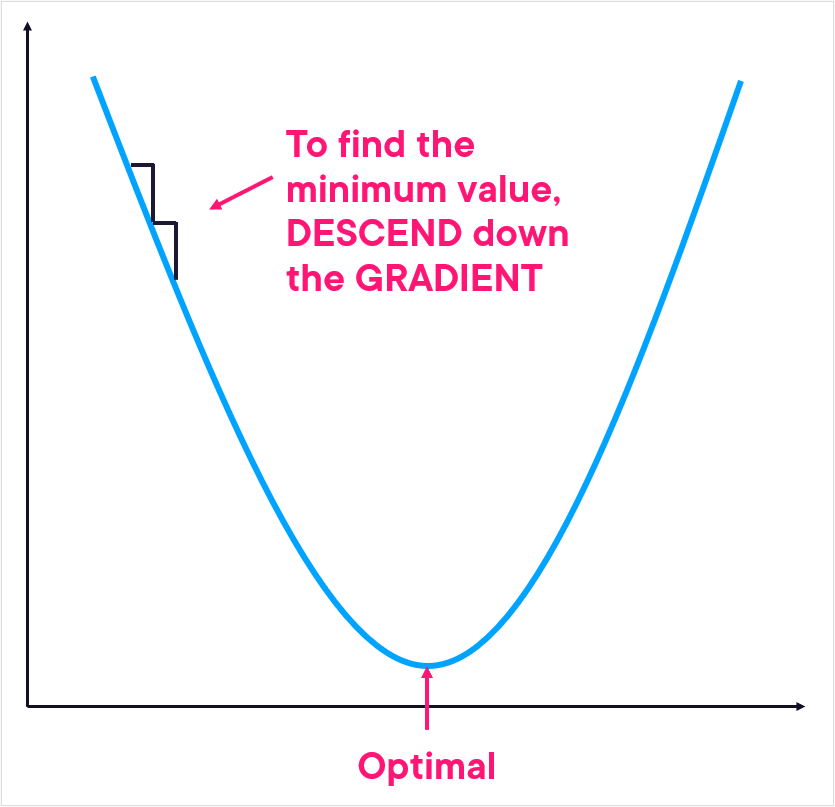 To find the
minimum value,
DESCEND down
the GRADIENT
Optimal